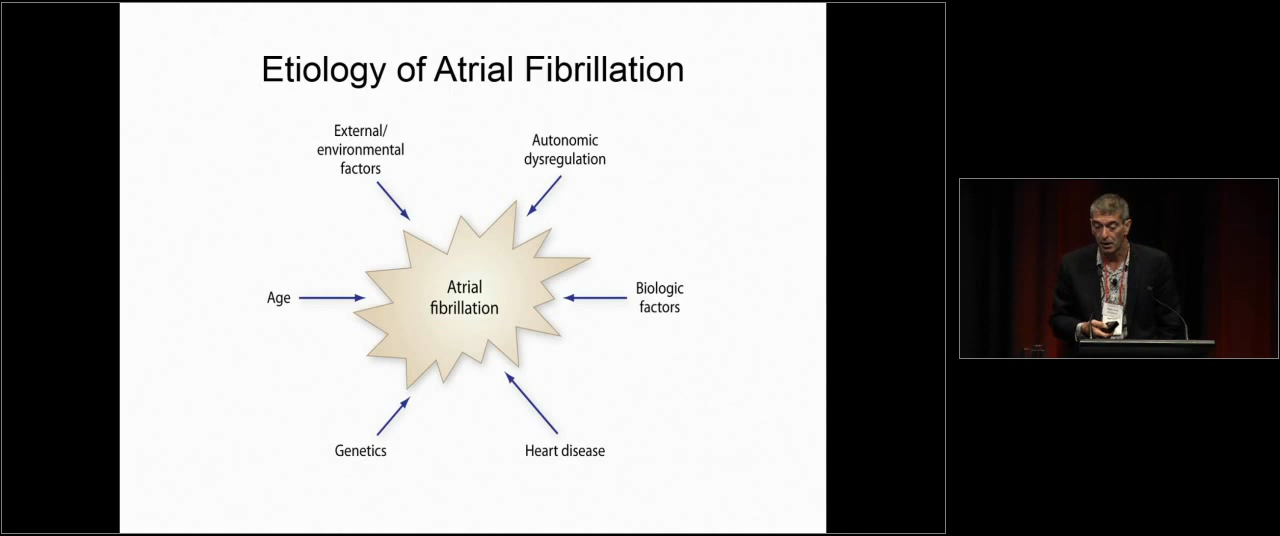 Etiology of Atrial Fibrillation
External/
environmental
factors
Autonomic
dysregulation
Age
Atrial
fibrillation
Biologic
factors
Genetics
Heart disease